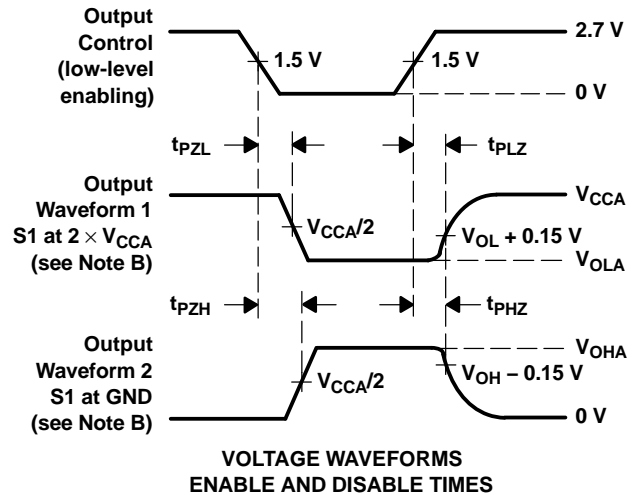 Output
Control
(low-level
enabling)
1.5 V
1.5 V
2.7 V
0 V
tPZL
tPLZ
Output
Waveform 1
S1 at 2 × VCCA
(see Note B)
VCCA/2
VCCA
VOL + 0.15 V
VOLA
tPZH
tPHZ
Output
Waveform 2
S1 at GND
(see Note B)
VCCA/2
VOHA
VOH − 0.15 V
0 V
VOLTAGE WAVEFORMS
ENABLE AND DISABLE TIMES